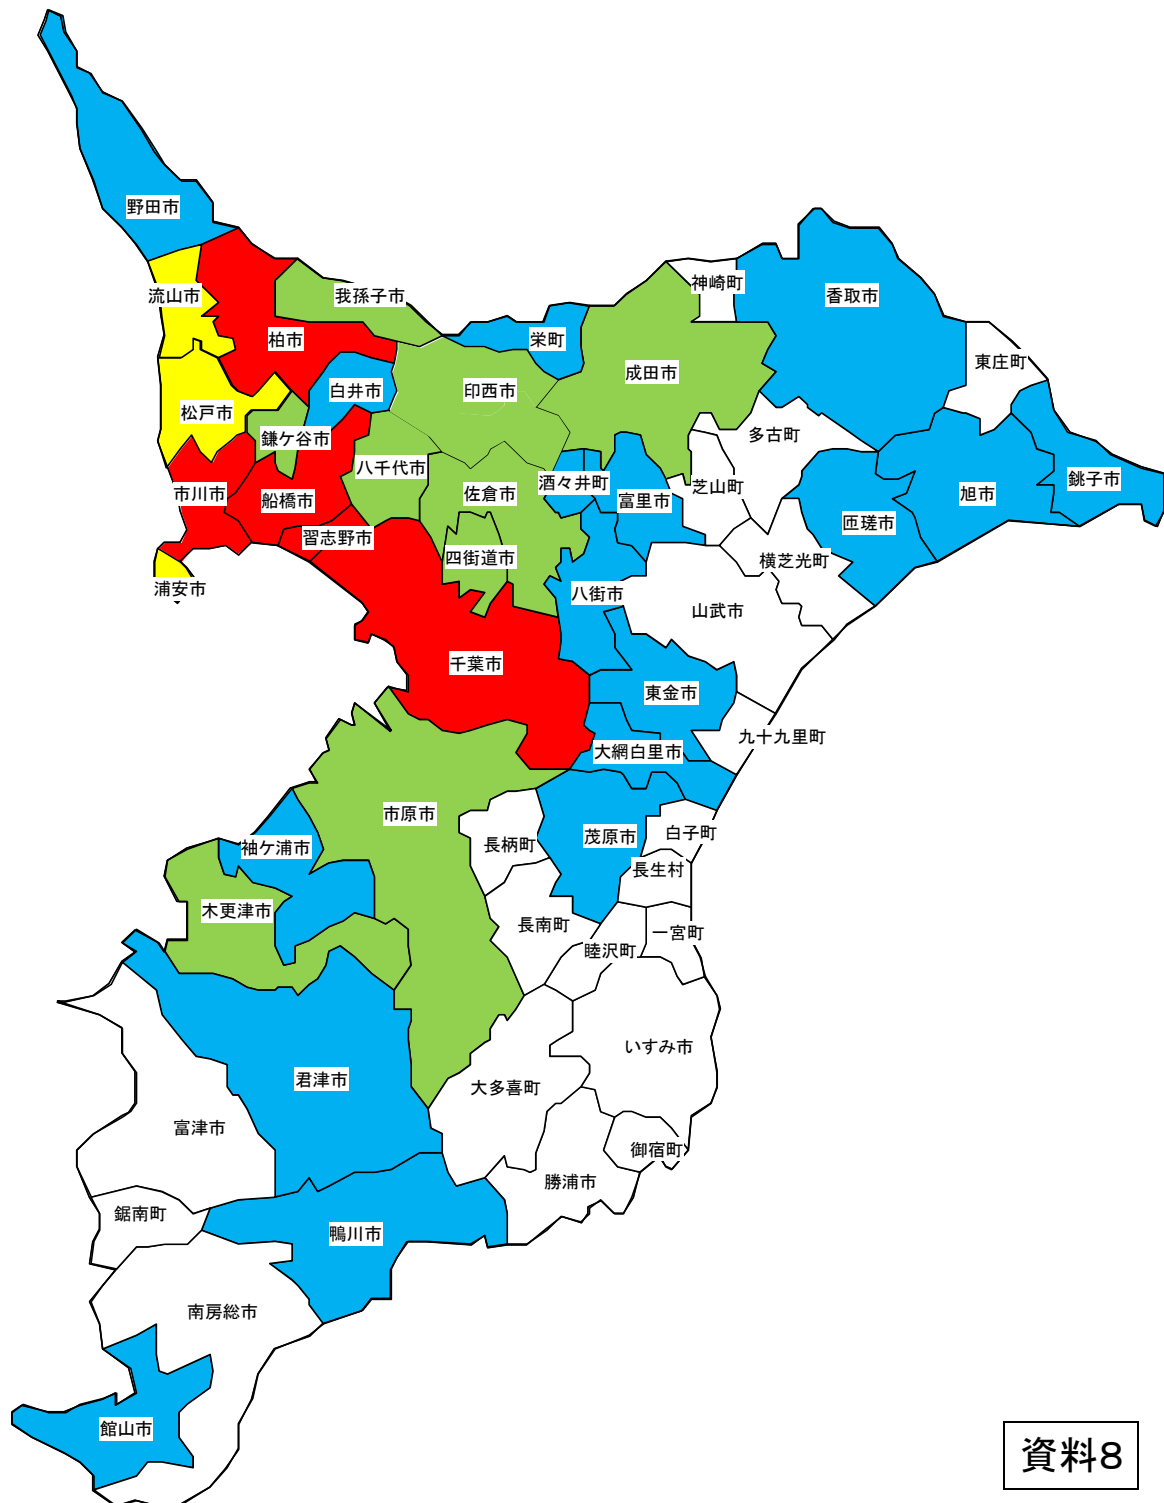 野田市
流山市
我孫子市
神崎町
香取市
柏市
栄町
東庄町
成田市
白井市
印西市
松戸市
鎌ケ谷市
多古町
八千代市
市川市
船橋市
佐倉市
酒々井町
富里市
芝山町
旭市
銚子市
匝瑳市
習志野市
四街道市
横芝光町
浦安市
八街市
山武市
千葉市
東金市
九十九里町
大網白里市
市原市
長柄町
茂原市
白子町
袖ケ浦市
長生村
木更津市
長南町
睦沢町
一宮町
いすみ市
君津市
大多喜町
富津市
御宿町
勝浦市
鋸南町
鴨川市
南房総市
館山市
資料8